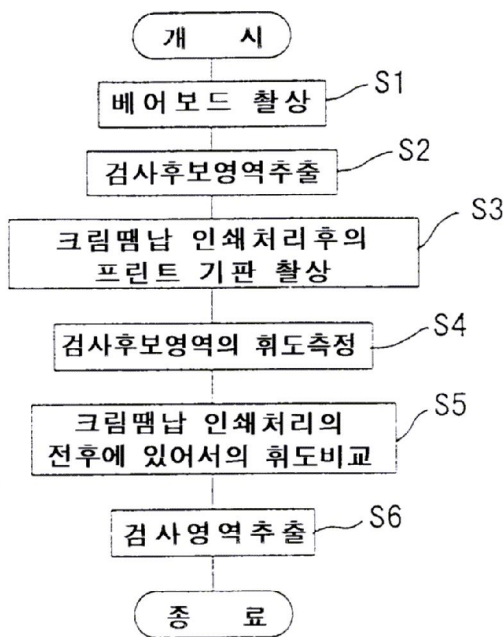 개 시
베어보드 촬상
S1
검사후보영역추출
S2
크림땜납 인쇄처리후의
프린트 기판 촬상
S3
검사후보영역의 휘도측정
S4
크림땜납 인쇄처리의
전후에 있어서의 휘도비교
S5
검사영역추출
S6
종 료